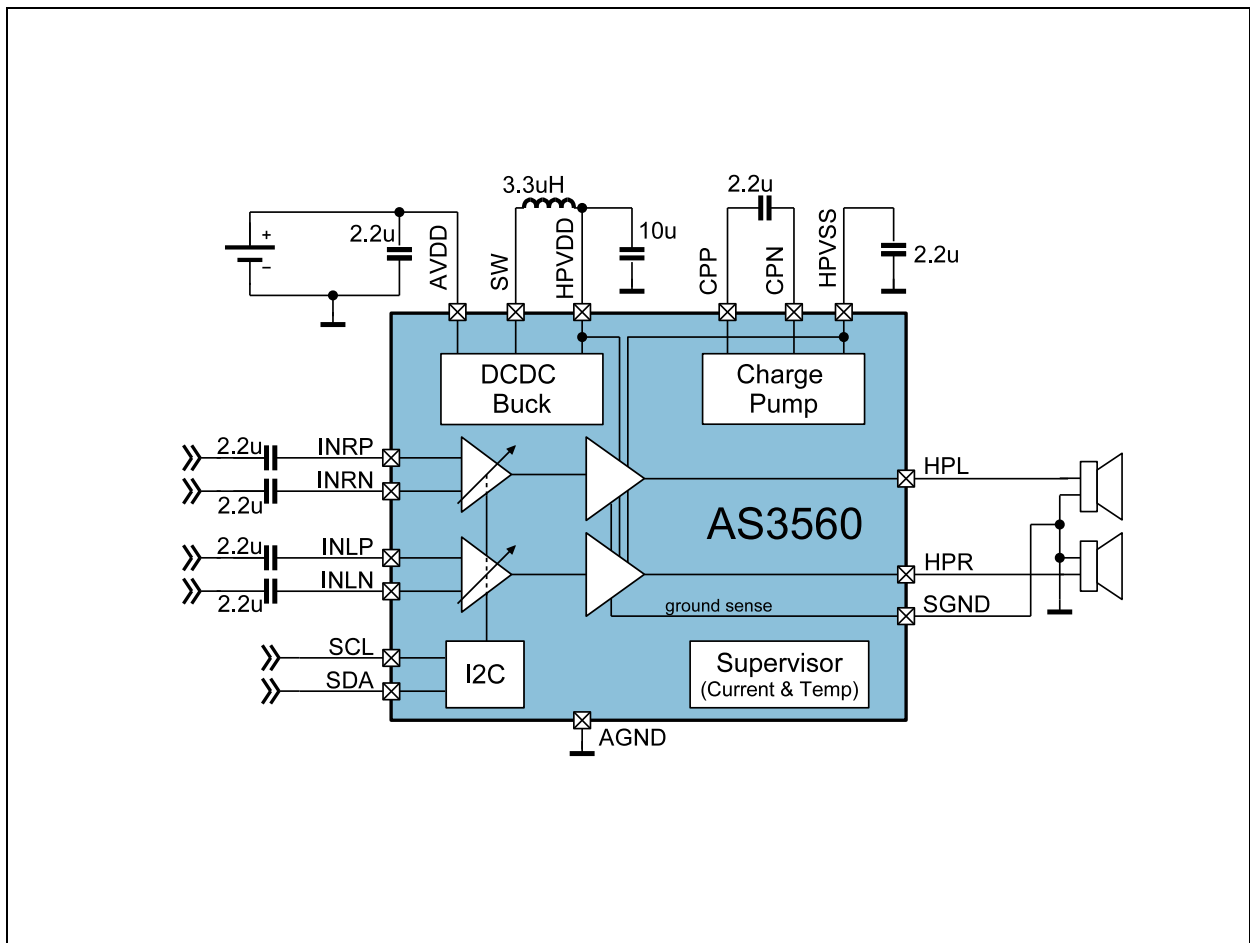 3.3uH
2.2u
2.2u
10u
2.2u
AVDD
SW
HPVDD
CPP
CPN
HPVSS
+
−
DCDC
Buck
Charge
Pump
2.2u
INRP
INRN
2.2u
HPL
AS3560
2.2u
INLP
INLN
2.2u
HPR
ground sense
SGND
SCL
SDA
I2C
Supervisor
(Current & Temp)
AGND